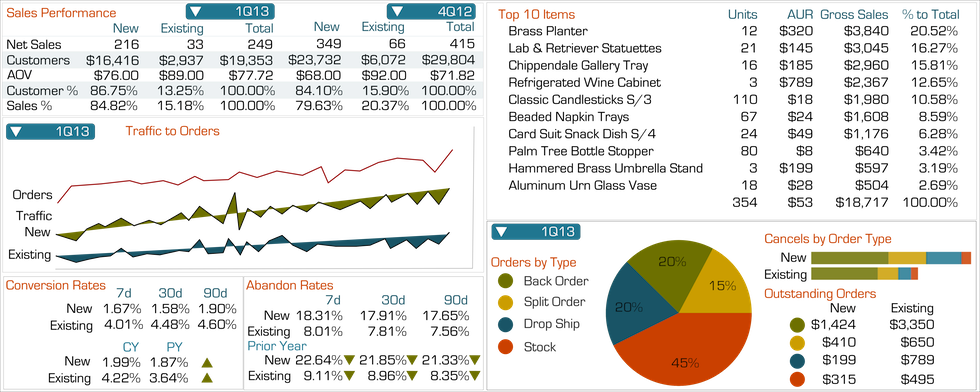 Sales Performance 1Q13 4Q12
New Existing Total New Existing Total
Net Sales 216 33 249 349 66 415
Customers $16,416 $2,937 $19,353 $23,732 $6,072 $29,804
AOV $76.00 $89.00 $77.72 $68.00 $92.00 $71.82
Customer % 86.75% 13.25% 100.00% 84.10% 15.90% 100.00%
Sales % 84.82% 15.18% 100.00% 79.63% 20.37% 100.00%
1Q13 Traffic to Orders
Orders
Traffic
New
Existing
Conversion Rates
7d 30d 90d
New 1.67% 1.58% 1.90%
Existing 4.01% 4.48% 4.60%
CY PY
New 1.99% 1.87%
Existing 4.22% 3.64%
Abandon Rates
7d 30d 90d
New 18.31% 17.91% 17.65%
Existing 8.01% 7.81% 7.56%
Prior Year
New 22.64% 21.85% 21.33%
Existing 9.11% 8.96% 8.35%
Top 10 Items Units AUR Gross Sales % to Total
Brass Planter 12 $320 $3,840 20.52%
Lab & Retriever Statuettes 21 $145 $3,045 16.27%
Chippendale Gallery Tray 16 $185 $2,960 15.81%
Refrigerated Wine Cabinet 3 $789 $2,367 12.65%
Classic Candlesticks S/3 110 $18 $1,980 10.58%
Beaded Napkin Trays 67 $24 $1,608 8.59%
Card Suit Snack Dish S/4 24 $49 $1,176 6.28%
Palm Tree Bottle Stopper 80 $8 $640 3.42%
Hammered Brass Umbrella Stand 3 $199 $597 3.19%
Aluminum Urn Glass Vase 18 $28 $504 2.69%
354 $53 $18,717 100.00%
1Q13
Orders by Type
Back Order
Split Order
Drop Ship
Stock
20%
15%
20%
45%
Cancels by Order Type
New
Existing
Outstanding Orders
New Existing
$1,424 $3,350
$410 $650
$199 $789
$315 $495